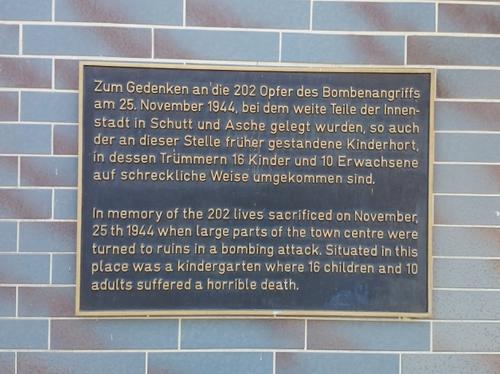 Zum Gedenken an die 202 Opfer des Bombenangriffs
am 25. November 1944, bei dem weite Teile der Innen-
stadt in Schutt und Asche gelegt wurden, so auch
der an dieser Stelle früher gestandene Kinderhort,
in dessen Trümmern 16 Kinder und 10 Erwachsene
auf schreckliche Weise umgekommen sind.
In memory of the 202 lives sacrificed on November,
25 th 1944 when large parts of the town centre were
turned to ruins in a bombing attack. Situated in this
place was a kindergarten where 16 children and 10
adults suffered a horrible death.